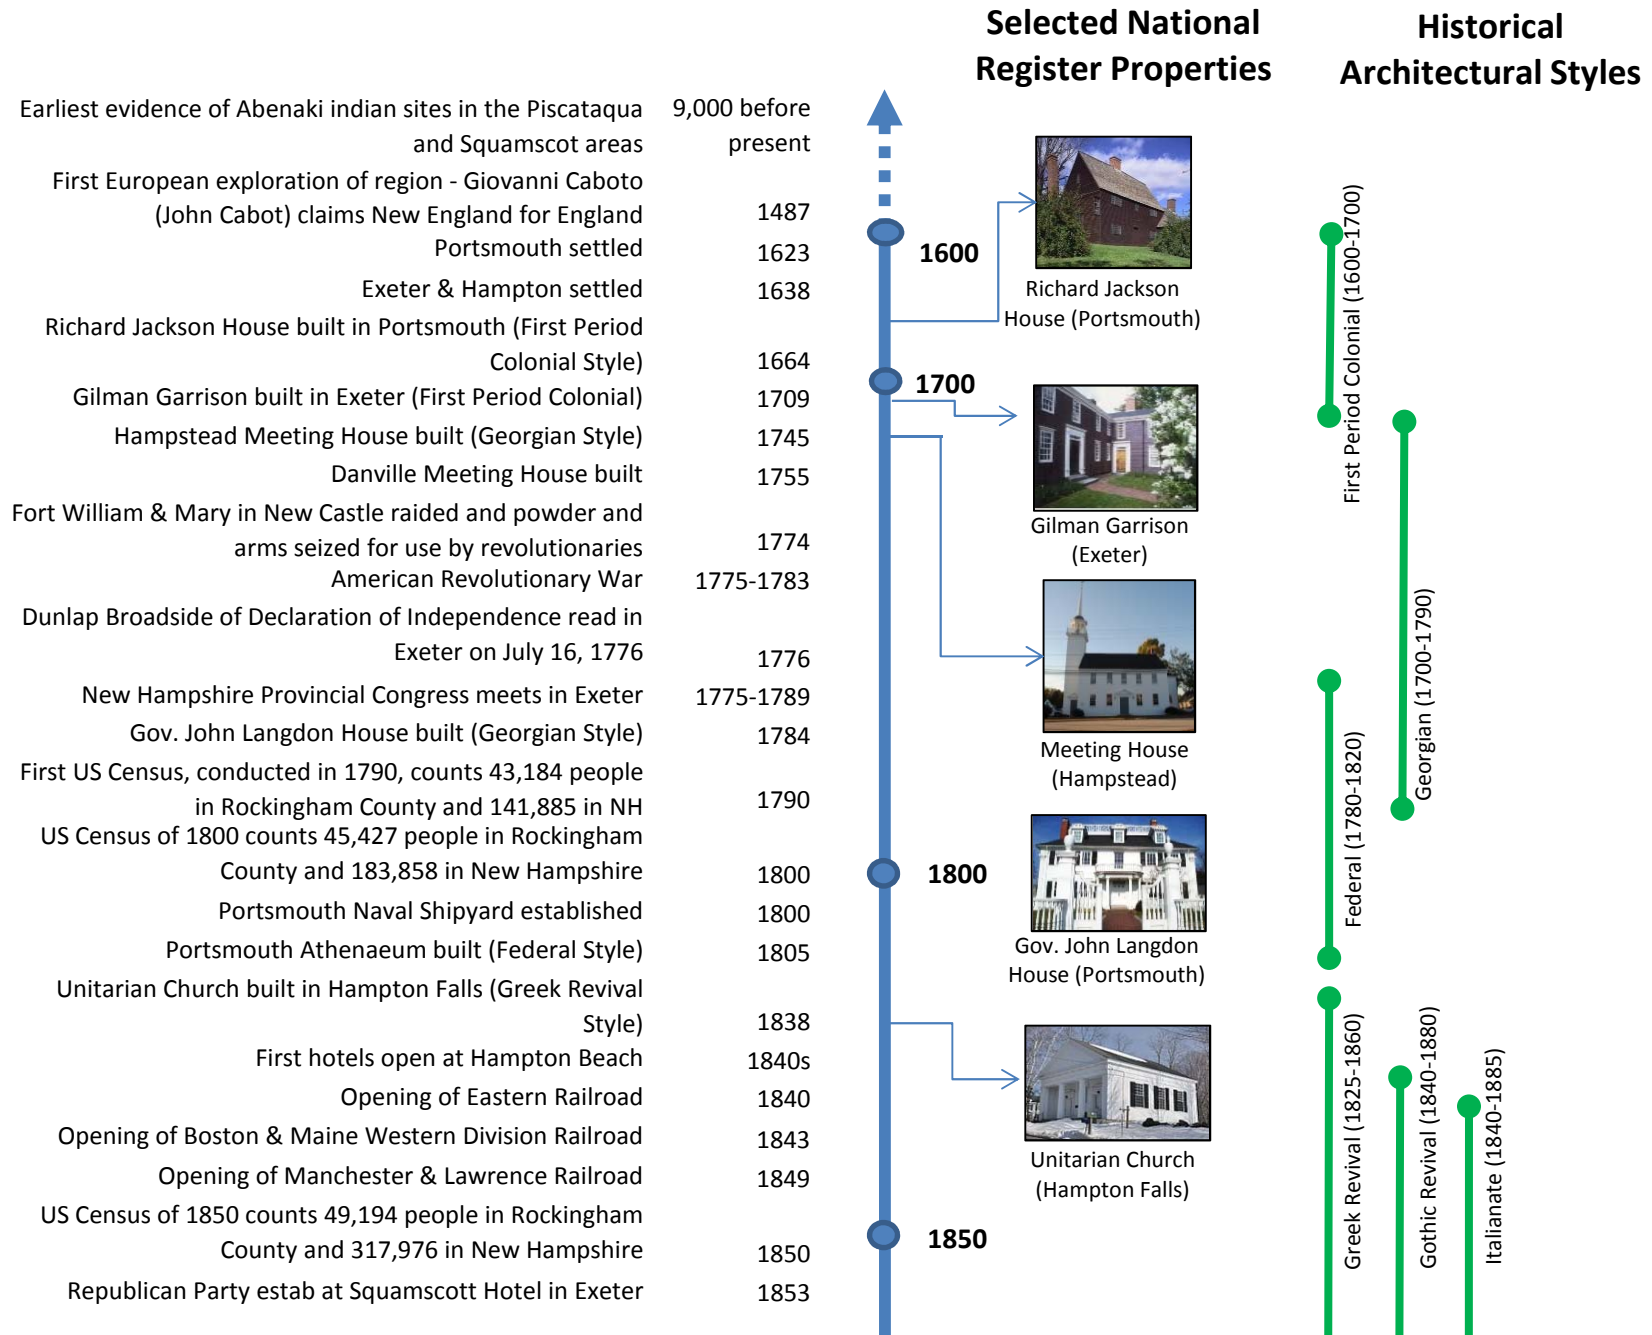 Selected National
Register Properties
Historical
Architectural Styles
Earliest evidence of Abenaki indian sites in the Piscataqua
and Squamscot areas
9,000 before
present
First European exploration of region - Giovanni Caboto
(John Cabot) claims New England for England
1487
Portsmouth settled
1623
Exeter & Hampton settled
1638
Richard Jackson House built in Portsmouth (First Period
Colonial Style)
1664
Gilman Garrison built in Exeter (First Period Colonial)
1709
Hampstead Meeting House built (Georgian Style)
1745
Danville Meeting House built
1755
Fort William & Mary in New Castle raided and powder and
arms seized for use by revolutionaries
1774
American Revolutionary War
1775-1783
Dunlap Broadside of Declaration of Independence read in
Exeter on July 16, 1776
1776
New Hampshire Provincial Congress meets in Exeter
1775-1789
Gov. John Langdon House built (Georgian Style)
1784
First US Census, conducted in 1790, counts 43,184 people
in Rockingham County and 141,885 in NH
1790
US Census of 1800 counts 45,427 people in Rockingham
County and 183,858 in New Hampshire
1800
Portsmouth Naval Shipyard established
1800
Portsmouth Athenaeum built (Federal Style)
1805
Unitarian Church built in Hampton Falls (Greek Revival
Style)
1838
First hotels open at Hampton Beach
1840s
Opening of Eastern Railroad
1840
Opening of Boston & Maine Western Division Railroad
1843
Opening of Manchester & Lawrence Railroad
1849
US Census of 1850 counts 49,194 people in Rockingham
County and 317,976 in New Hampshire
1850
Republican Party estab at Squamscott Hotel in Exeter
1853
1600
1700
1800
1850
Richard Jackson
House (Portsmouth)
Gilman Garrison
(Exeter)
Meeting House
(Hampstead)
Gov. John Langdon
House (Portsmouth)
Unitarian Church
(Hampton Falls)
First Period Colonial (1600-1700)
Georgian (1700-1790)
Federal (1780-1820)
Greek Revival (1825-1860)
Gothic Revival (1840-1880)
Italianate (1840-1885)